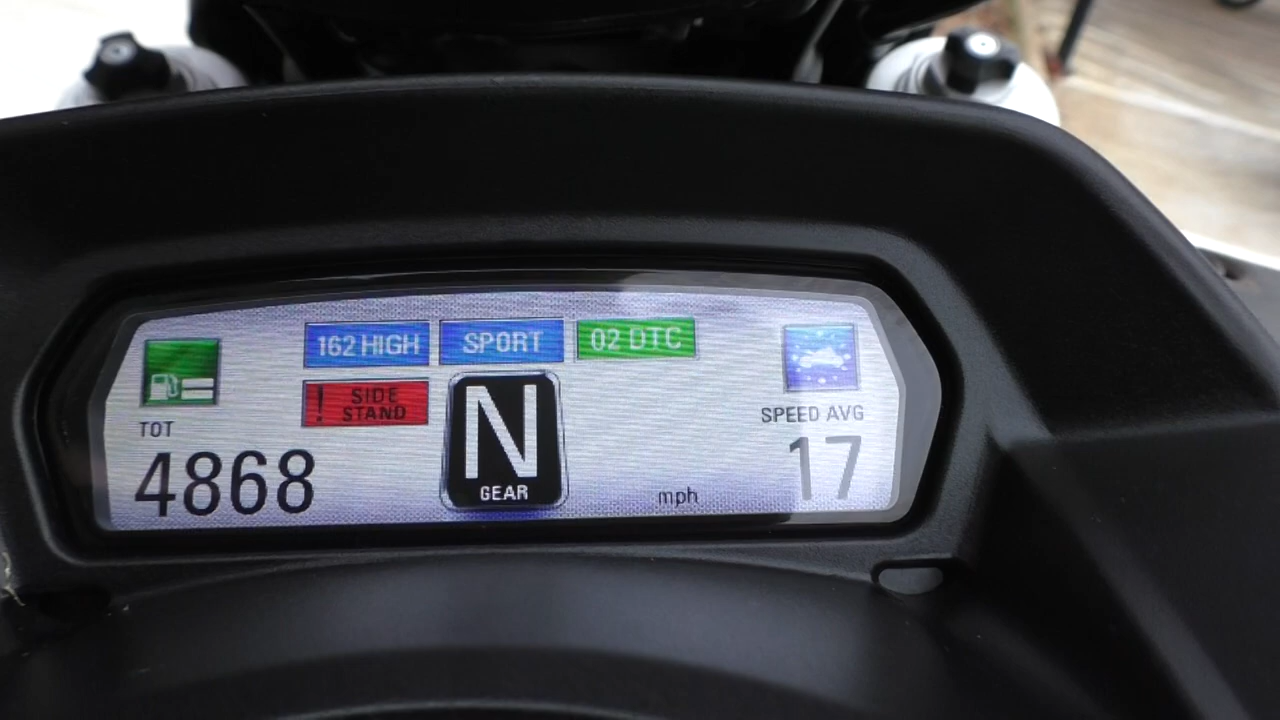 162 HIGH
SPORT
02 DTC
! SIDE
STAND
TOT
4868
N
GEAR
mph
SPEED AVG
17